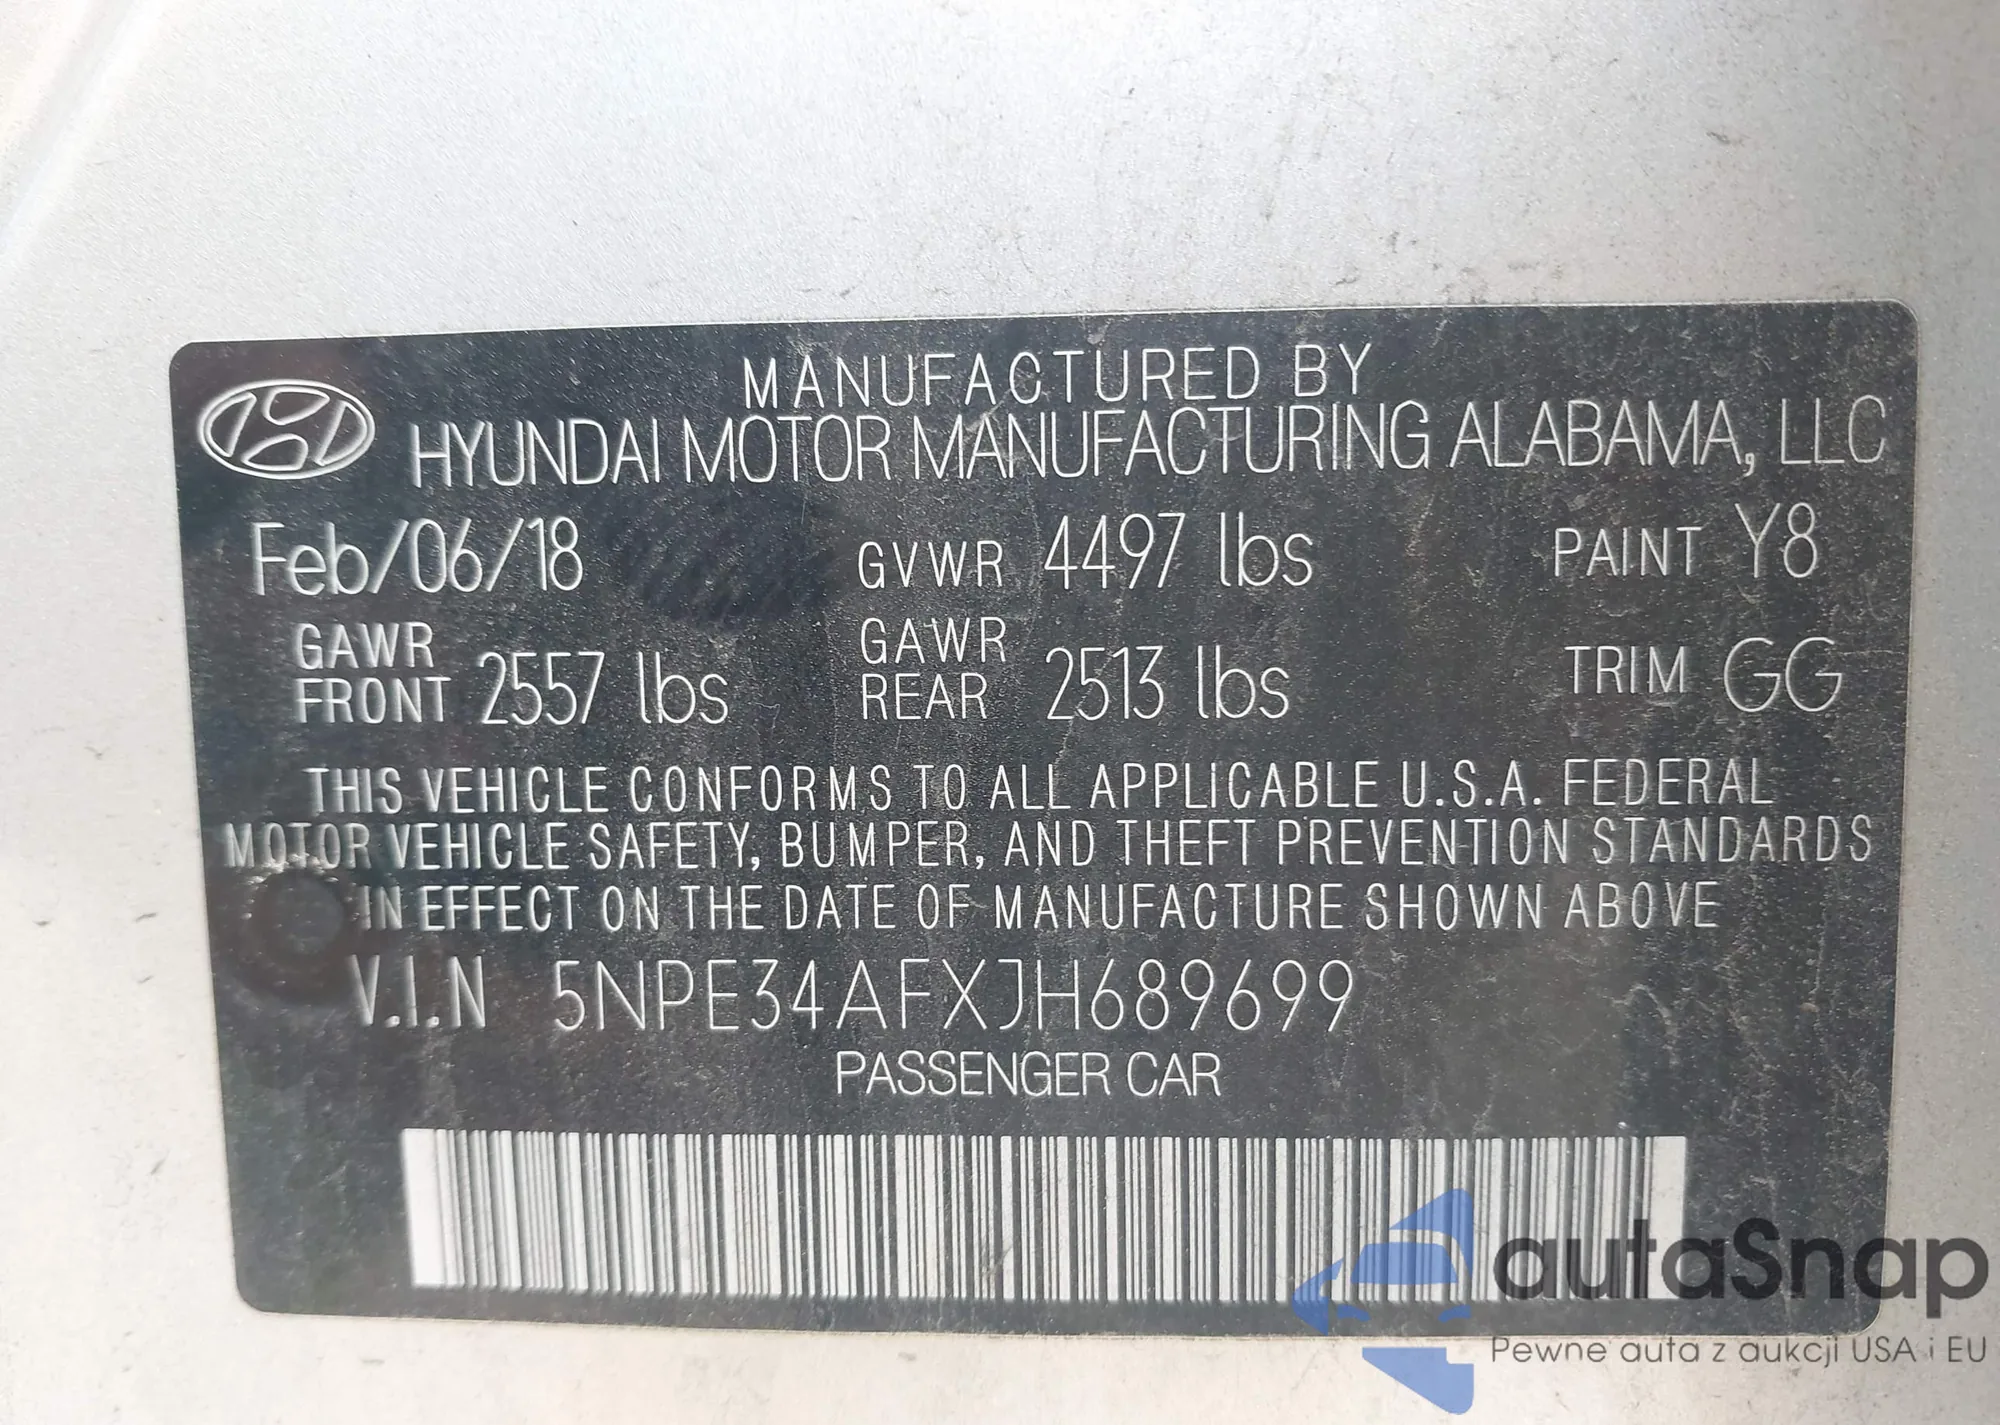 MANUFACTURED BY
HYUNDAI MOTOR MANUFACTURING ALABAMA, LLC
Feb/06/18 GVWR 4497 lbs PAINT Y8
GAWR FRONT 2557 lbs GAWR REAR 2513 lbs TRIM GG
THIS VEHICLE CONFORMS TO ALL APPLICABLE U.S.A. FEDERAL
MOTOR VEHICLE SAFETY, BUMPER, AND THEFT PREVENTION STANDARDS
IN EFFECT ON THE DATE OF MANUFACTURE SHOWN ABOVE
V.I.N 5NPE34AFXJH689699
PASSENGER CAR
autaSnap
Pewne auta z aukcji USA i EU